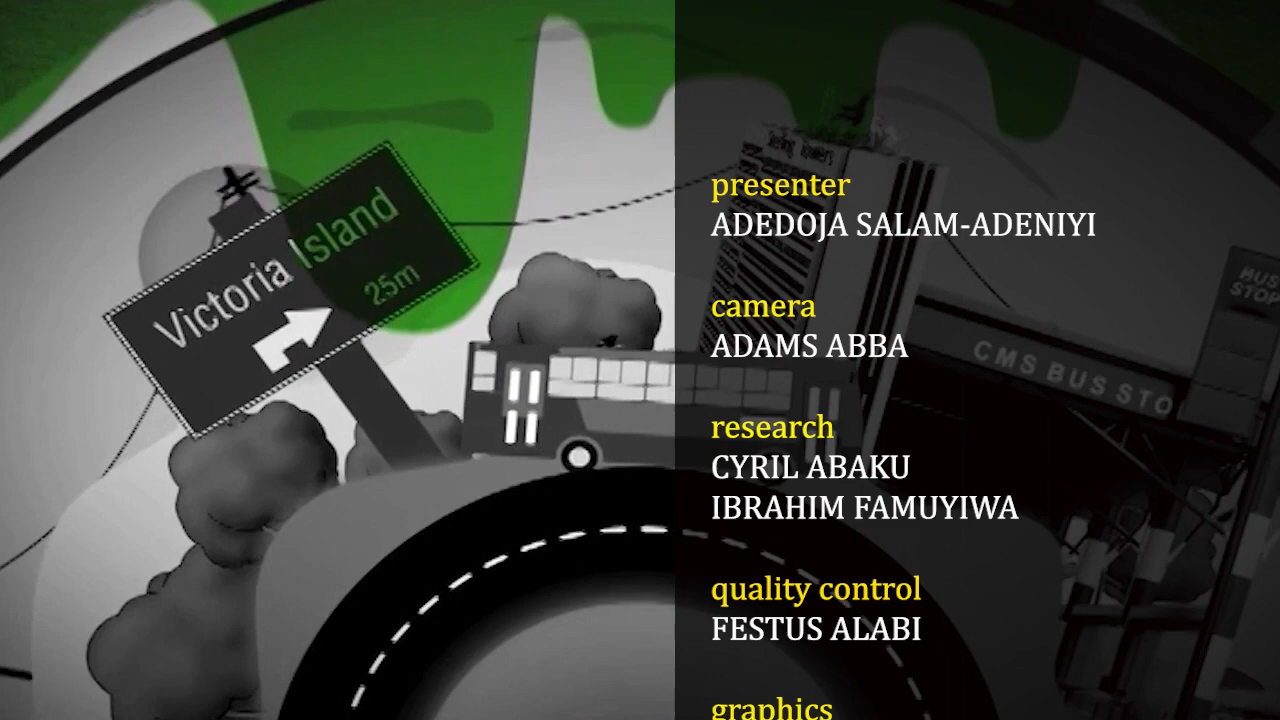 Victoria Island
25m
presenter
ADEDOJA SALAM-ADENIYI
camera
ADAMS ABBA
research
CYRIL ABAKU
IBRAHIM FAMUYIWA
quality control
FESTUS ALABI
graphics
CMS BUS STO
BUS
STOP